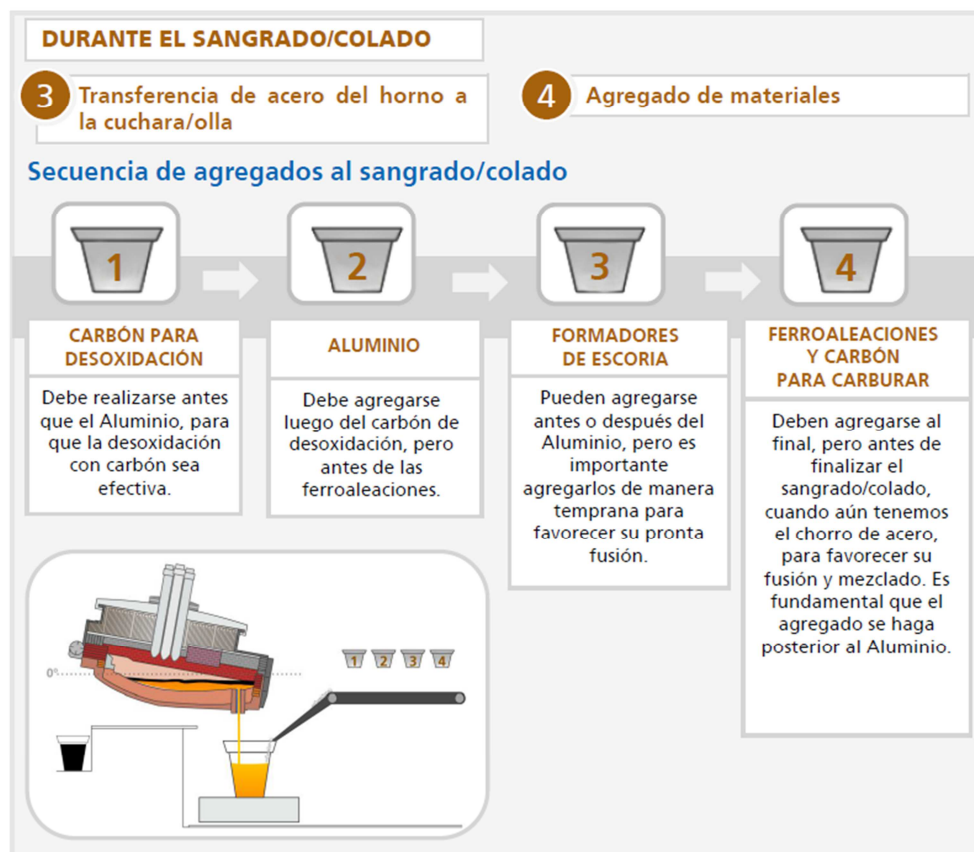 DURANTE EL SANGRADO/COLADO
3
Transferencia de acero del horno a
la cuchara/olla
4
Agregado de materiales
Secuencia de agregados al sangrado/colado
1
CARBÓN PARA
DESOXIDACIÓN
Debe realizarse antes
que el Aluminio, para
que la desoxidación
con carbón sea
efectiva.
2
ALUMINIO
Debe agregarse
luego del carbón de
desoxidación, pero
antes de las
ferroaleaciones.
3
FORMADORES
DE ESCORIA
Pueden agregarse
antes o después del
Aluminio, pero es
importante
agregarlos de manera
temprana para
favorecer su pronta
fusión.
4
FERROALEACIONES
Y CARBÓN
PARA CARBURAR
Deben agregarse al
final, pero antes de
finalizar el
sangrado/colado,
cuando aún tenemos
el chorro de acero,
para favorecer su
fusión y mezclado. Es
fundamental que el
agregado se haga
posterior al Aluminio.
0°
1 2 3 4